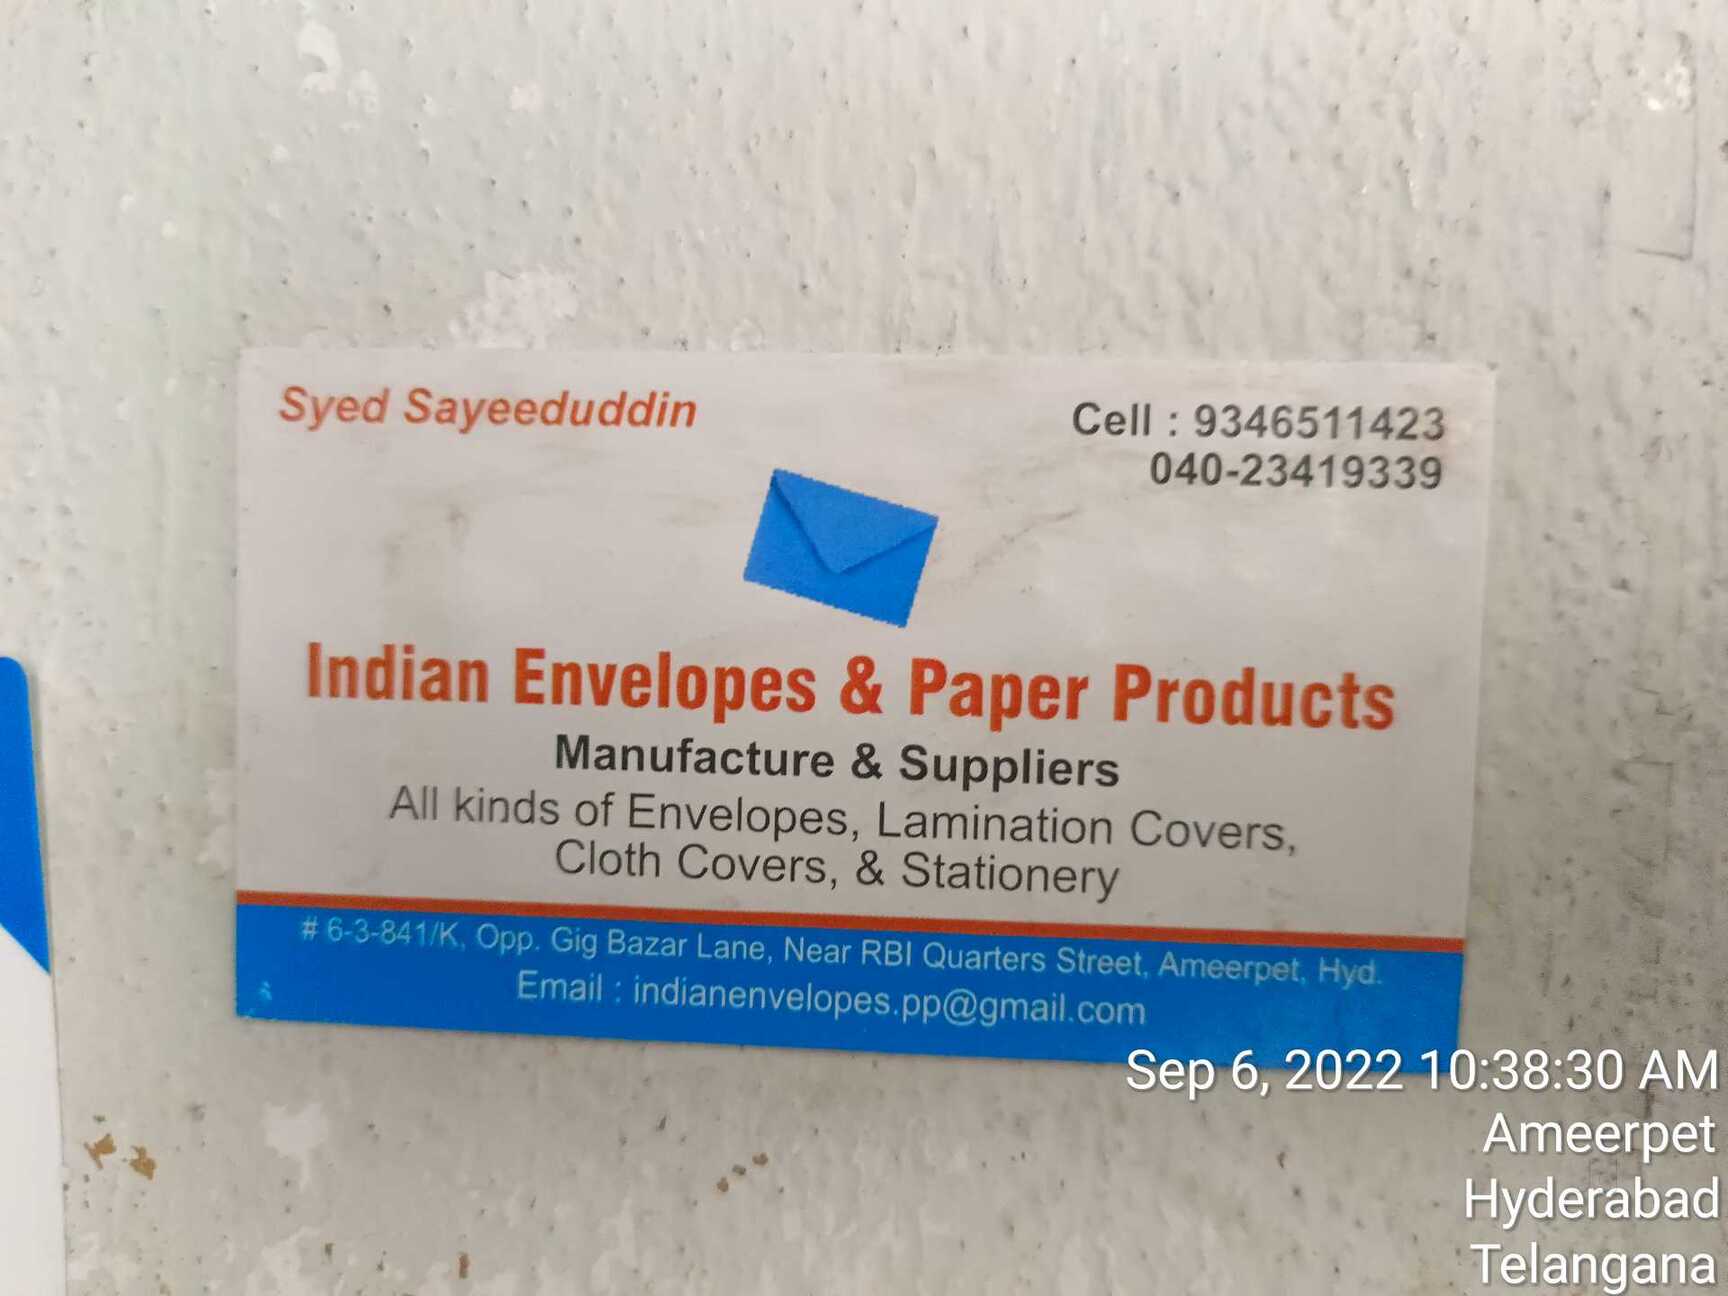 Syed Sayeeduddin
Cell : 9346511423
040-23419339
Indian Envelopes & Paper Products
Manufacture & Suppliers
All kinds of Envelopes, Lamination Covers,
Cloth Covers, & Stationery
# 6-3-841/K, Opp. Gig Bazar Lane, Near RBI Quarters Street, Ameerpet, Hyd.
Email : indianenvelopes.pp@gmail.com
Sep 6, 2022 10:38:30 AM
Ameerpet
Hyderabad
Telangana